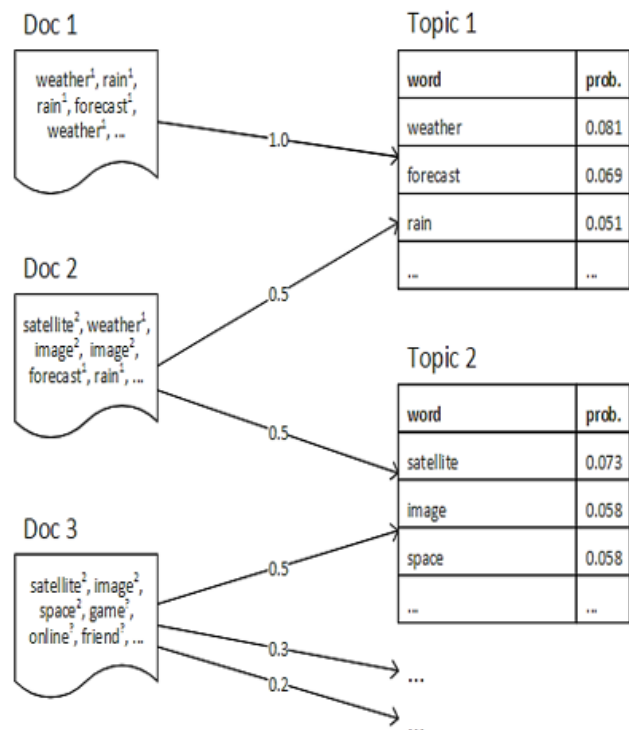 Doc 1
weather¹, rain¹,
rain¹, forecast¹,
weather¹, ...
1.0
Topic 1
word prob.
weather 0.081
forecast 0.069
rain 0.051
... ...
Doc 2
satellite², weather¹,
image², image²,
forecast¹, rain¹, ...
0.5
0.5
Topic 2
word prob.
satellite 0.073
image 0.058
space 0.058
... ...
Doc 3
satellite², image²,
space², game?,
online?, friend?, ...
0.5
0.3
...
0.2
...